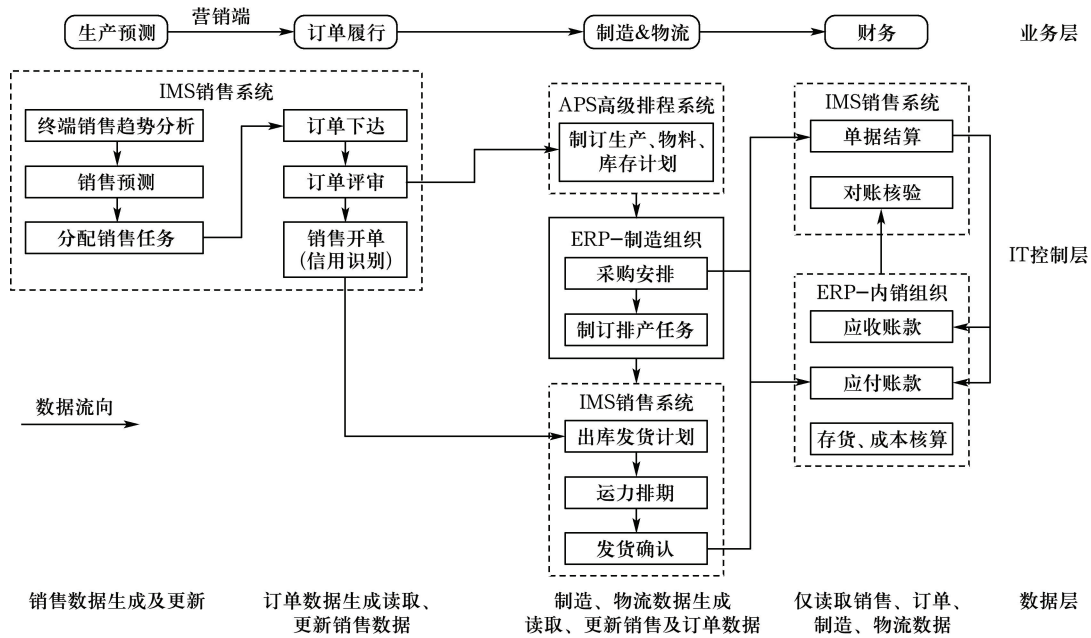 营销端
生产预测
订单履行
制造&物流
财务
业务层
IMS销售系统
终端销售趋势分析
销售预测
分配销售任务
订单下达
订单评审
销售开单
(信用识别)
APS高级排程系统
制订生产、物料、
库存计划
ERP-制造组织
采购安排
制订排产任务
IMS销售系统
出库发货计划
运力排期
发货确认
IMS销售系统
单据结算
对账核验
ERP-内销组织
应收账款
应付账款
存货、成本核算
IT控制层
数据流向
销售数据生成及更新
订单数据生成读取、
更新销售数据
制造、物流数据生成
读取、更新销售及订单数据
仅读取销售、订单、
制造、物流数据
数据层